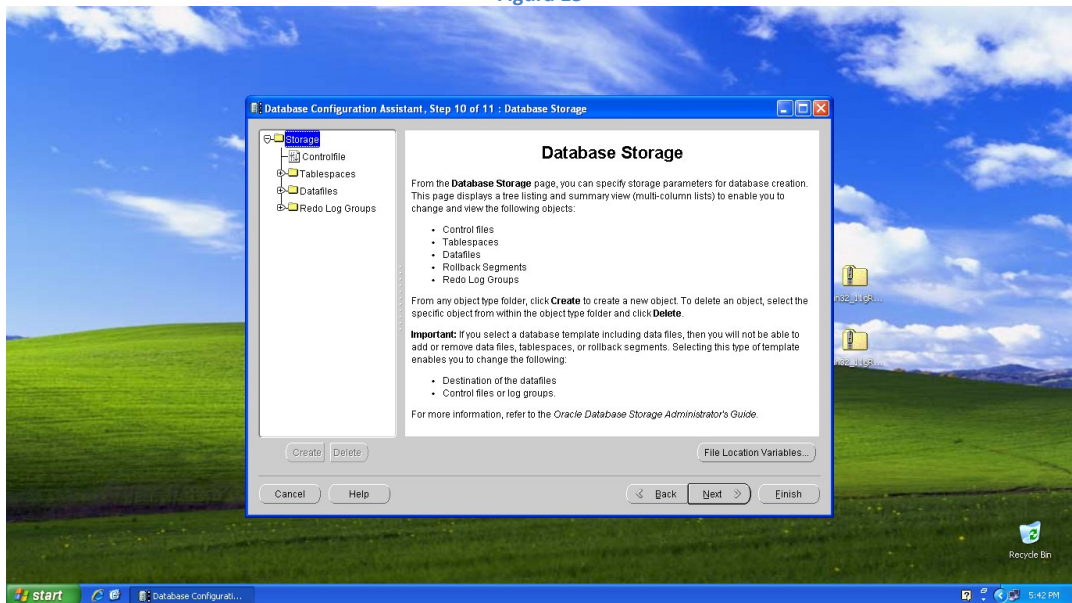 Database Configuration Assistant, Step 10 of 11 : Database Storage
Storage
Controlfile
Tablespaces
Datafiles
Redo Log Groups
Database Storage
From the Database Storage page, you can specify storage parameters for database creation.
This page displays a tree listing and summary view (multi-column lists) to enable you to
change and view the following objects:
• Control files
• Tablespaces
• Datafiles
• Rollback Segments
• Redo Log Groups
From any object type folder, click Create to create a new object. To delete an object, select the
specific object from within the object type folder and click Delete.
Important: If you select a database template including data files, then you will not be able to
add or remove data files, tablespaces, or rollback segments. Selecting this type of template
enables you to change the following:
• Destination of the datafiles
• Control files or log groups.
For more information, refer to the Oracle Database Storage Administrator's Guide.
Create Delete
File Location Variables...
Cancel Help
Back Next Finish
Recycle Bin
start
Database Configurati...
5:42 PM